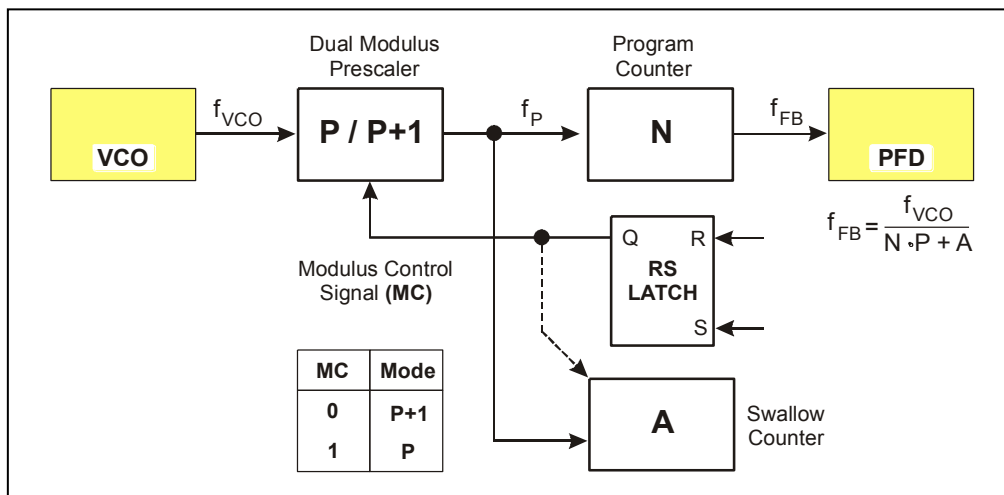 Dual Modulus
Prescaler
Program
Counter
VCO
f_VCO
P / P+1
f_P
N
f_FB
PFD
f_FB = f_VCO / N·P + A
Q
R
RS
LATCH
S
Modulus Control
Signal (MC)
MC Mode
0 P+1
1 P
A
Swallow
Counter